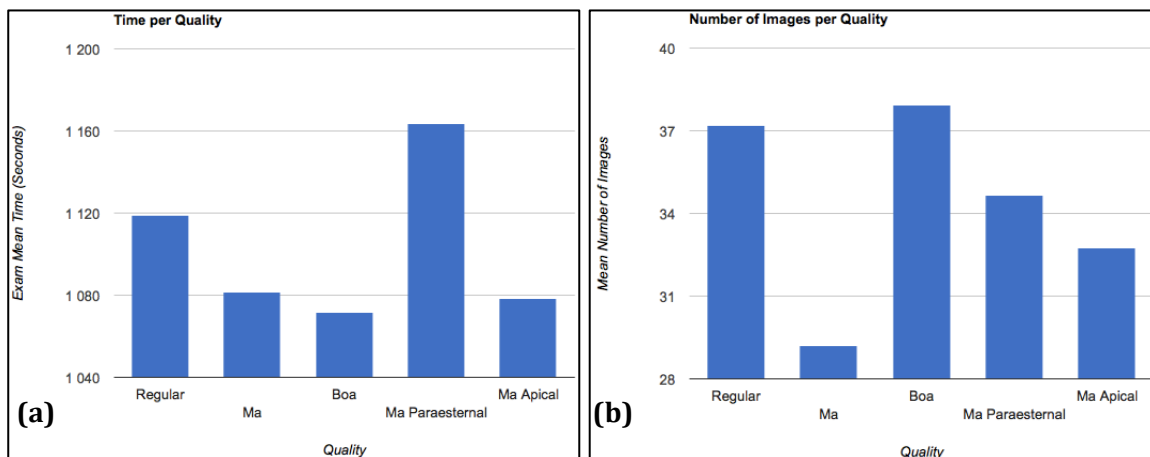 Time per Quality
Exam Mean Time (Seconds)
1 200
1 160
1 120
1 080
1 040
Regular
Ma
Boa
Ma Paraesternal
Ma Apical
Quality
(a)
Number of Images per Quality
Mean Number of Images
40
37
34
31
28
Regular
Ma
Boa
Ma Paraesternal
Ma Apical
Quality
(b)